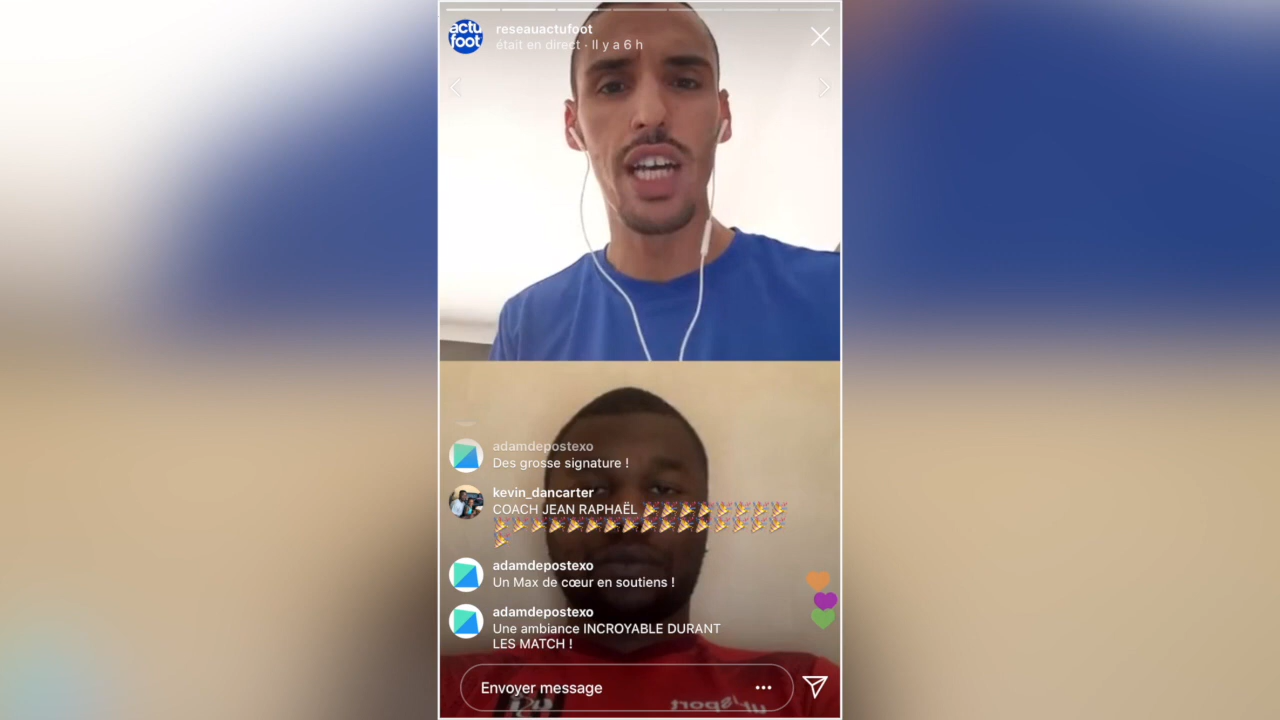 actu
foot
reseauactufoot
était en direct · Il y a 6 h
adamdepostexo
Des grosse signature !
kevin_dancarter
COACH JEAN RAPHAËL 🎉🎉🎉🎉🎉🎉🎉🎉
🎉🎉🎉🎉🎉🎉🎉🎉🎉🎉🎉🎉🎉🎉🎉🎉
🎉
adamdepostexo
Un Max de cœur en soutiens !
adamdepostexo
Une ambiance INCROYABLE DURANT
LES MATCH !
Envoyer message